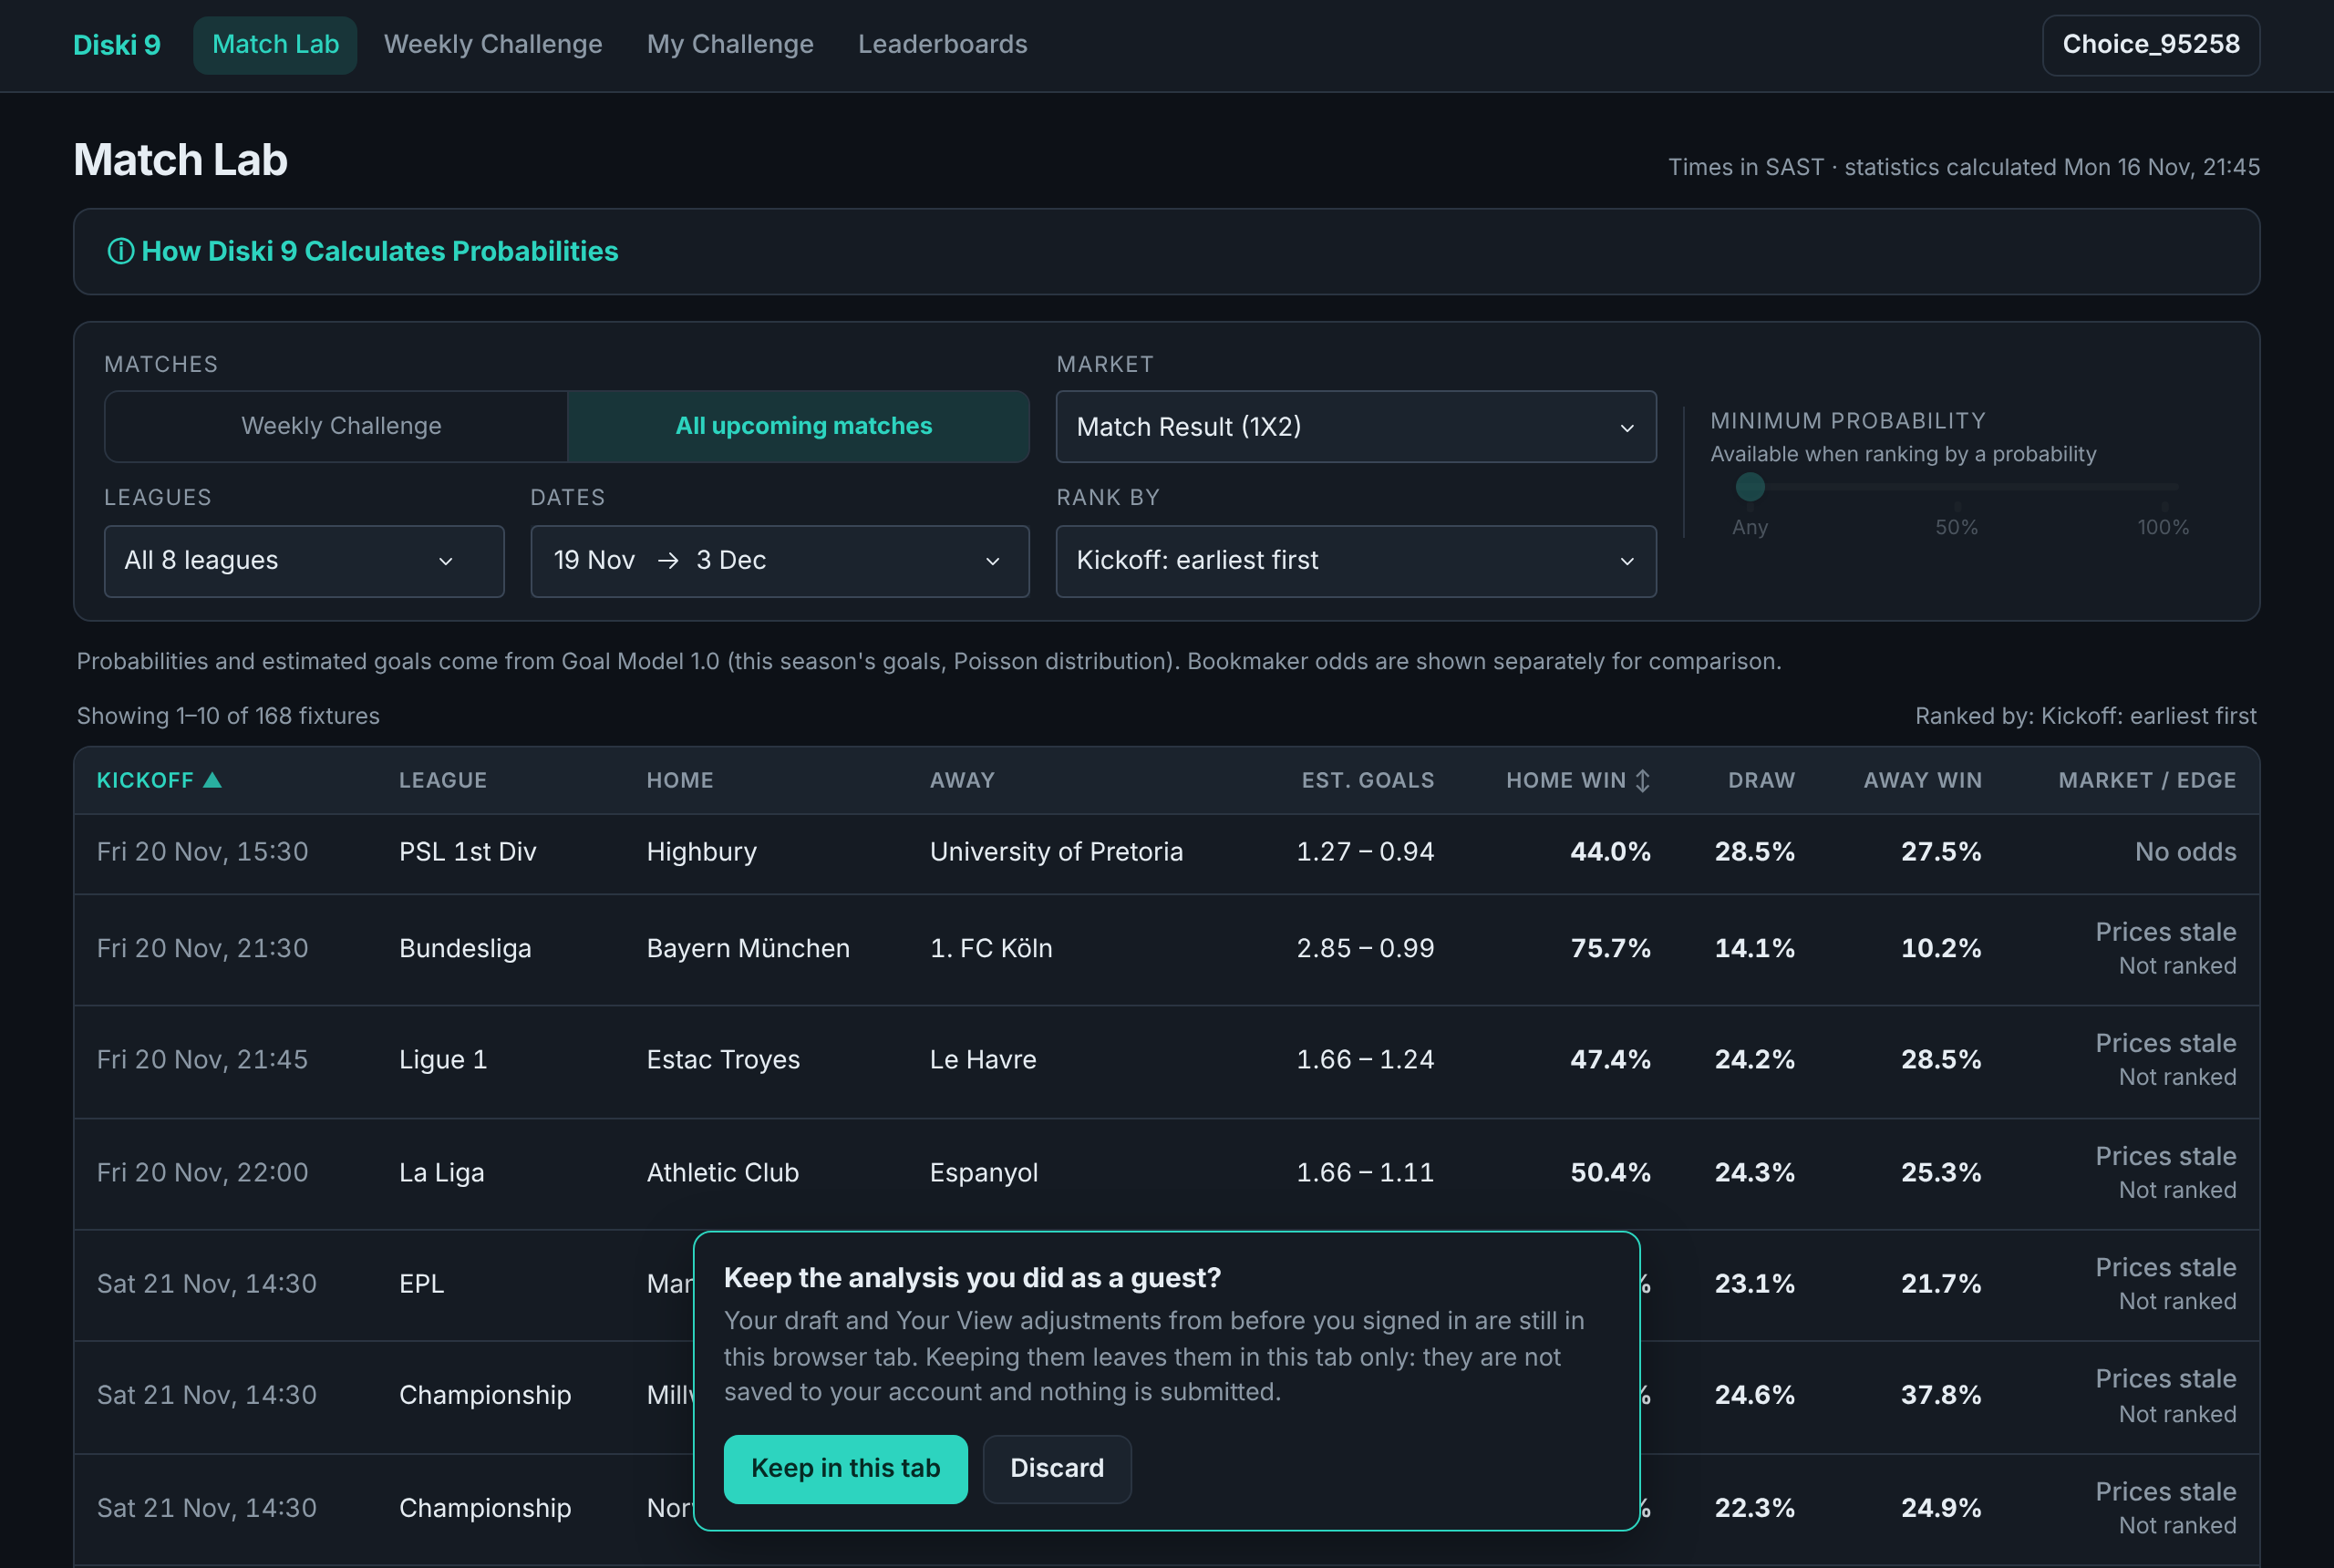 Diski 9 Match Lab Weekly Challenge My Challenge Leaderboards Choice_95258
Match Lab
Times in SAST · statistics calculated Mon 16 Nov, 21:45
ⓘ How Diski 9 Calculates Probabilities
MATCHES
Weekly Challenge All upcoming matches
MARKET
Match Result (1X2)
LEAGUES
All 8 leagues
DATES
19 Nov → 3 Dec
RANK BY
Kickoff: earliest first
MINIMUM PROBABILITY
Available when ranking by a probability
Any 50% 100%
Probabilities and estimated goals come from Goal Model 1.0 (this season's goals, Poisson distribution). Bookmaker odds are shown separately for comparison.
Showing 1–10 of 168 fixtures
Ranked by: Kickoff: earliest first
KICKOFF ▲ LEAGUE HOME AWAY EST. GOALS HOME WIN ↕ DRAW AWAY WIN MARKET / EDGE
Fri 20 Nov, 15:30 PSL 1st Div Highbury University of Pretoria 1.27 – 0.94 44.0% 28.5% 27.5% No odds
Fri 20 Nov, 21:30 Bundesliga Bayern München 1. FC Köln 2.85 – 0.99 75.7% 14.1% 10.2% Prices stale
Not ranked
Fri 20 Nov, 21:45 Ligue 1 Estac Troyes Le Havre 1.66 – 1.24 47.4% 24.2% 28.5% Prices stale
Not ranked
Fri 20 Nov, 22:00 La Liga Athletic Club Espanyol 1.66 – 1.11 50.4% 24.3% 25.3% Prices stale
Not ranked
Sat 21 Nov, 14:30 EPL 23.1% 21.7% Prices stale
Not ranked
Sat 21 Nov, 14:30 Championship 24.6% 37.8% Prices stale
Not ranked
Sat 21 Nov, 14:30 Championship 22.3% 24.9% Prices stale
Not ranked
Keep the analysis you did as a guest?
Your draft and Your View adjustments from before you signed in are still in
this browser tab. Keeping them leaves them in this tab only: they are not
saved to your account and nothing is submitted.
Keep in this tab Discard